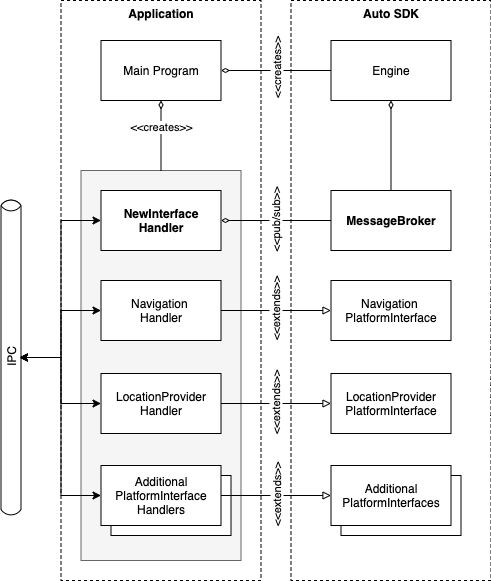 Application
Auto SDK
Main Program
<<creates>>
Engine
<<creates>>
NewInterface
Handler
<<pub/sub>>
MessageBroker
Navigation
Handler
<<extends>>
Navigation
PlatformInterface
IPC
LocationProvider
Handler
<<extends>>
LocationProvider
PlatformInterface
Additional
PlatformInterface
Handlers
<<extends>>
Additional
PlatformInterfaces